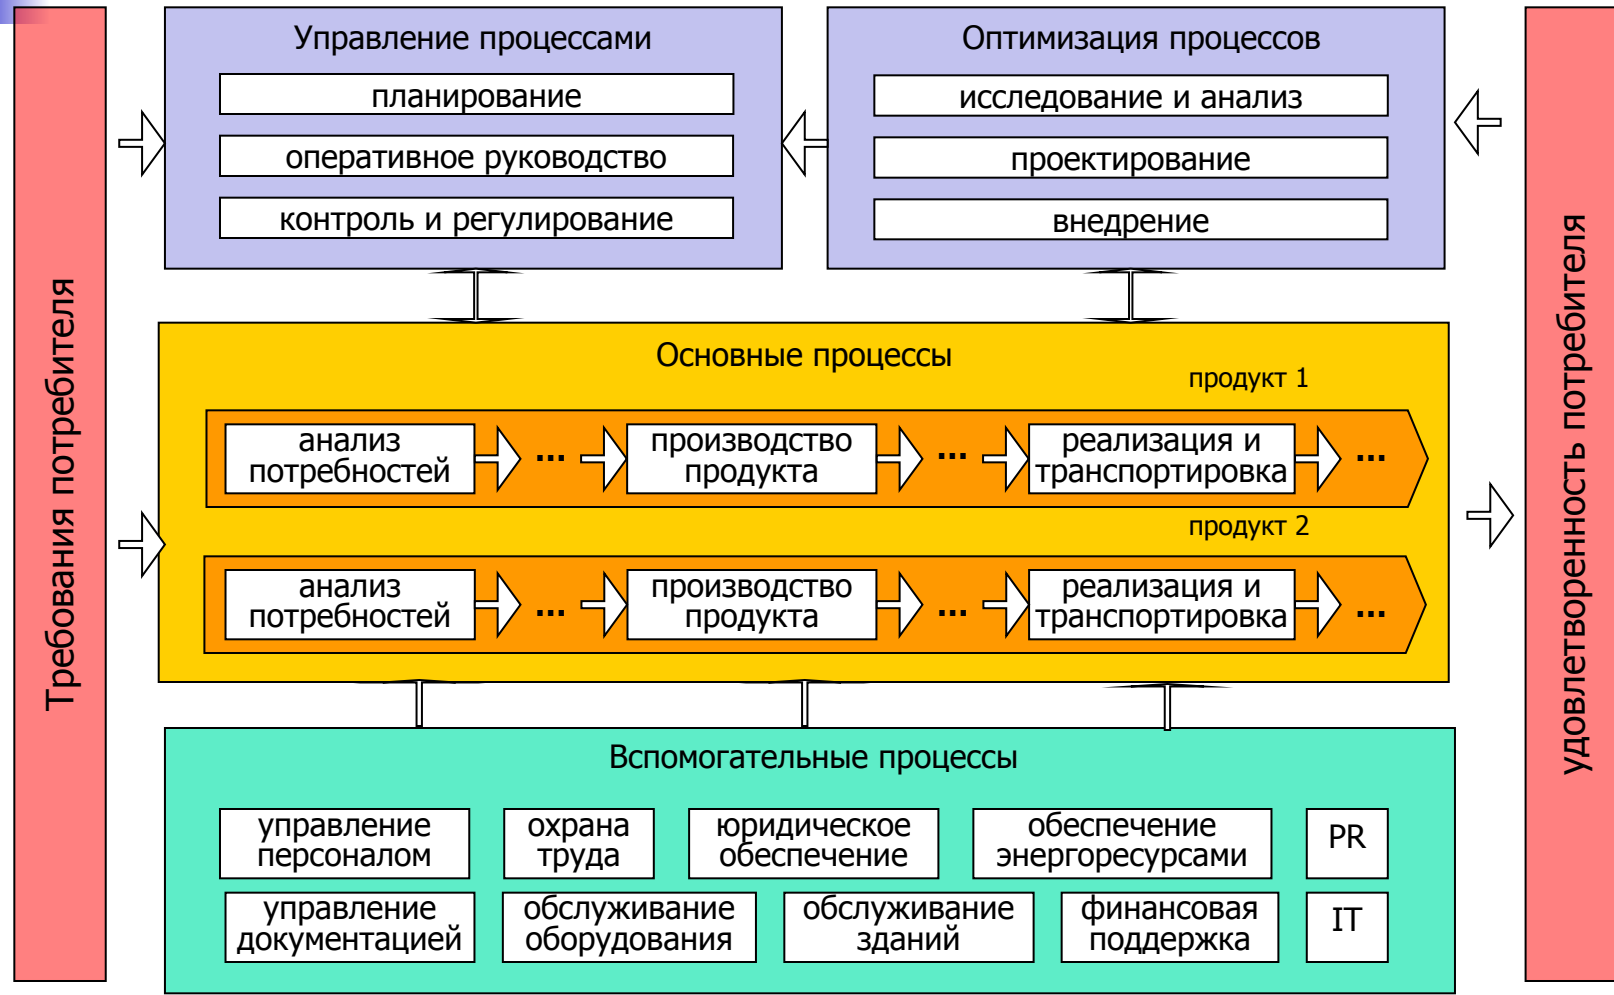 Требования потребителя
Управление процессами
планирование
оперативное руководство
контроль и регулирование
Оптимизация процессов
исследование и анализ
проектирование
внедрение
Основные процессы
продукт 1
анализ
потребностей
...
производство
продукта
...
реализация и
транспортировка
...
продукт 2
анализ
потребностей
...
производство
продукта
...
реализация и
транспортировка
...
Вспомогательные процессы
управление
персоналом
охрана
труда
юридическое
обеспечение
обеспечение
энергоресурсами
PR
управление
документацией
обслуживание
оборудования
обслуживание
зданий
финансовая
поддержка
IT
удовлетворенность потребителя